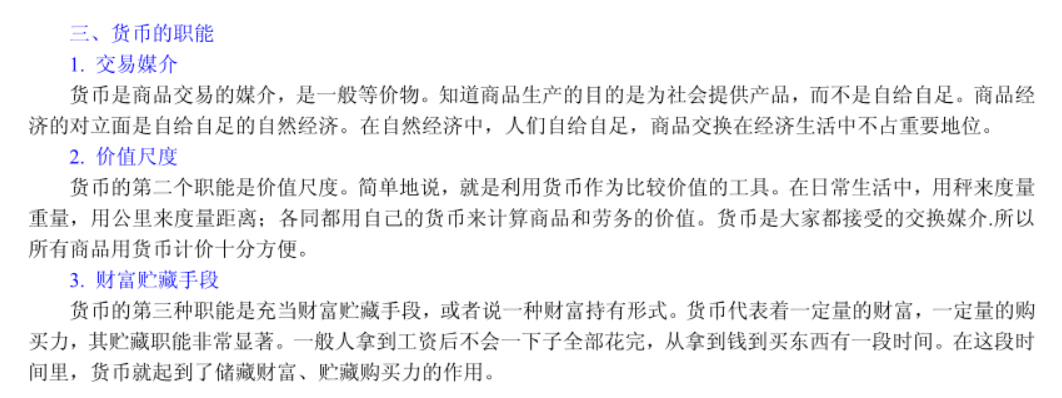 三、货币的职能
1. 交易媒介
货币是商品交易的媒介，是一般等价物。知道商品生产的目的是为社会提供产品，而不是自给自足。商品经
济的对立面是自给自足的自然经济。在自然经济中，人们自给自足，商品交换在经济生活中不占重要地位。
2. 价值尺度
货币的第二个职能是价值尺度。简单地说，就是利用货币作为比较价值的工具。在日常生活中，用秤来度量
重量，用公里来度量距离；各同都用自己的货币来计算商品和劳务的价值。货币是大家都接受的交换媒介.所以
所有商品用货币计价十分方便。
3. 财富贮藏手段
货币的第三种职能是充当财富贮藏手段，或者说一种财富持有形式。货币代表着一定量的财富，一定量的购
买力，其贮藏职能非常显著。一般人拿到工资后不会一下子全部花完，从拿到钱到买东西有一段时间。在这段时
间里，货币就起到了储藏财富、贮藏购买力的作用。